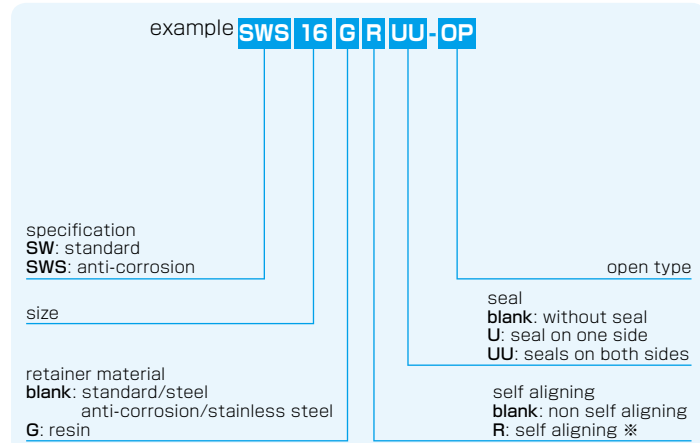 example SWS 16 G R UU - OP
specification
SW: standard
SWS: anti-corrosion
open type
size
seal
blank: without seal
U: seal on one side
UU: seals on both sides
retainer material
blank: standard/steel
anti-corrosion/stainless steel
G: resin
self aligning
blank: non self aligning
R: self aligning ※